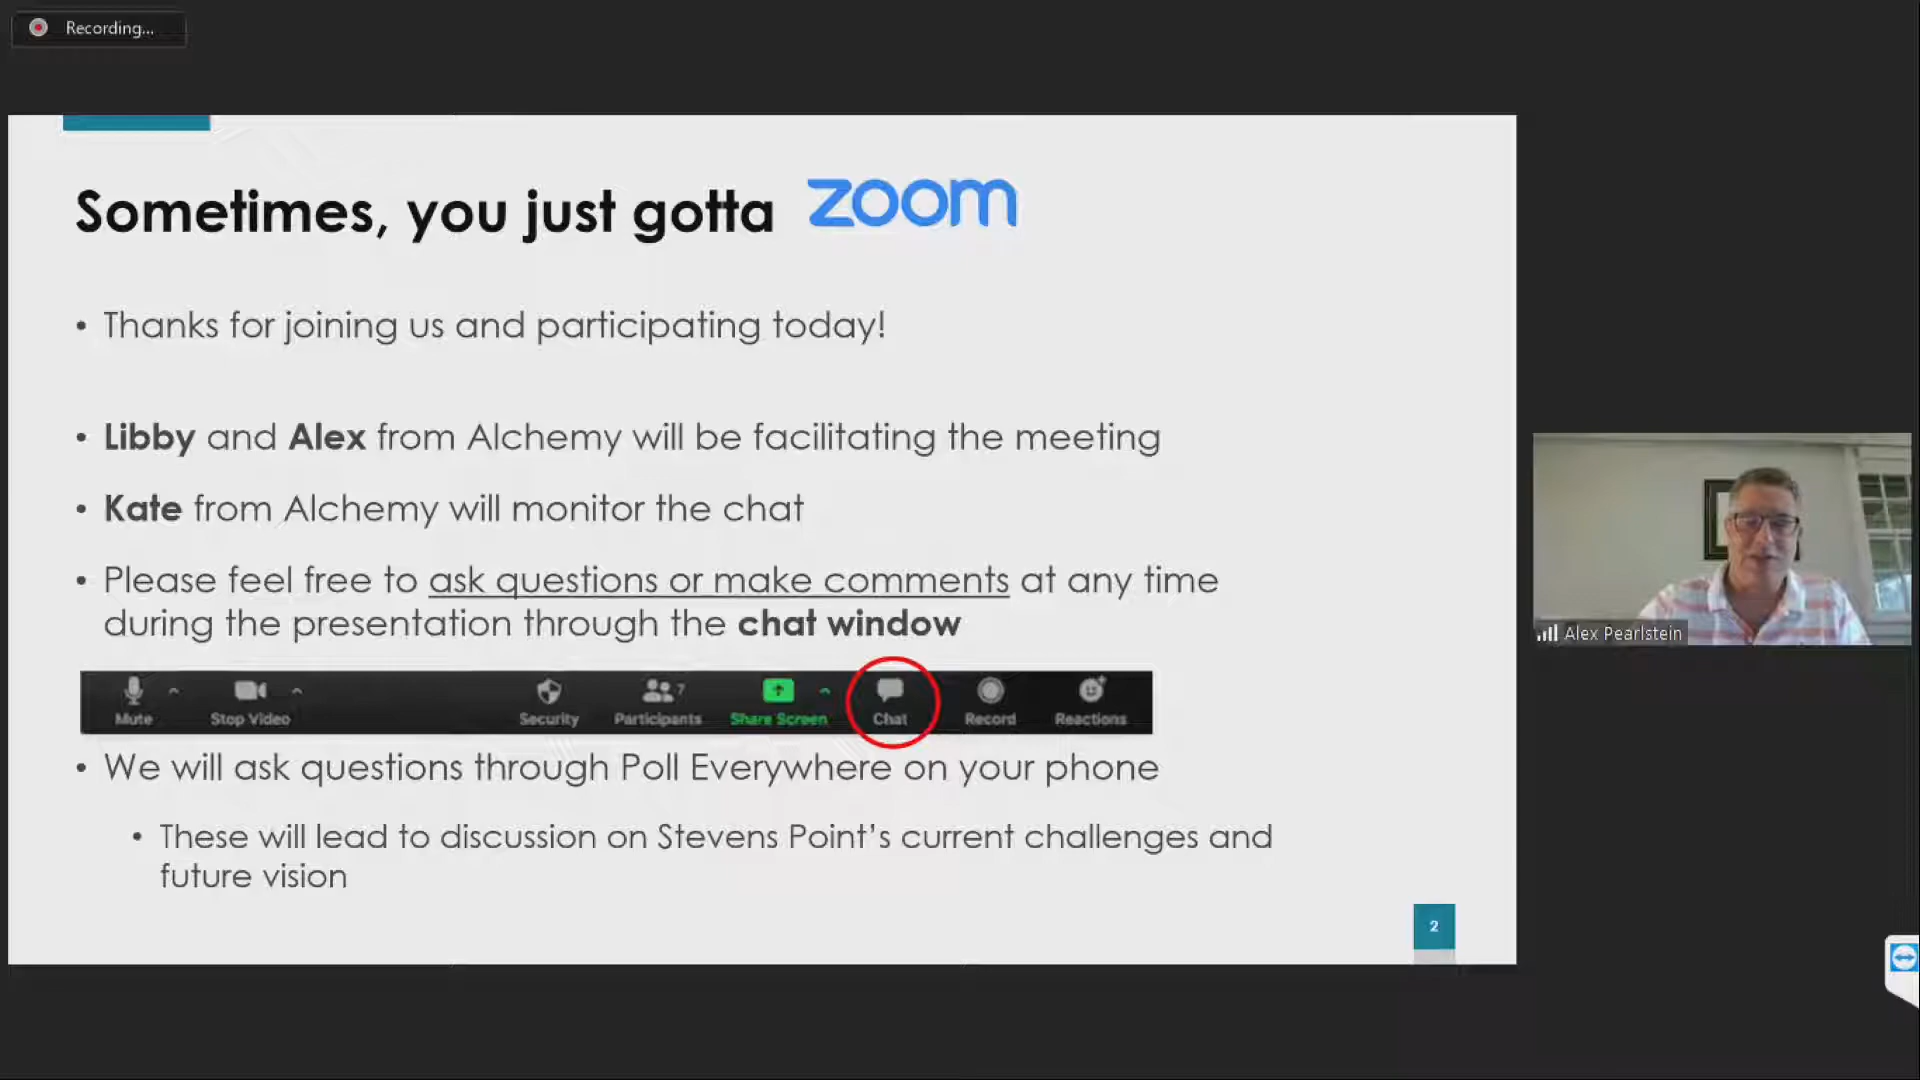 Recording...
Sometimes, you just gotta zoom
• Thanks for joining us and participating today!
• Libby and Alex from Alchemy will be facilitating the meeting
• Kate from Alchemy will monitor the chat
• Please feel free to ask questions or make comments at any time
during the presentation through the chat window
Mute Stop Video Security Participants 7 Share Screen Chat Record Reactions
• We will ask questions through Poll Everywhere on your phone
• These will lead to discussion on Stevens Point’s current challenges and
future vision
2
Alex Pearlstein